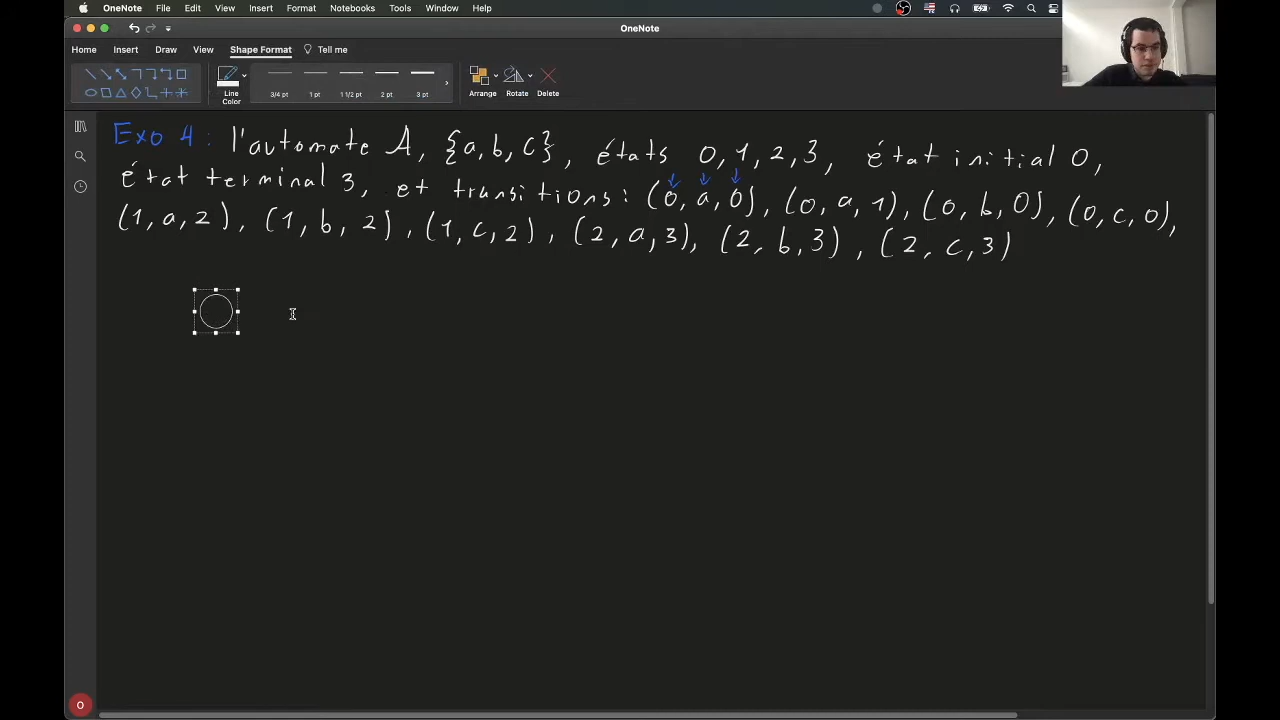 OneNote File Edit View Insert Format Notebooks Tools Window Help
OneNote
Home Insert Draw View Shape Format Tell me
3/4 pt 1 pt 1 1/2 pt 2 pt 3 pt
Line Color
Arrange Rotate Delete
Exo 4 : l'automate A, {a, b, c}, états 0, 1, 2, 3, état initial 0,
état terminal 3, et transitions : (0, a, 0), (0, a, 1), (0, b, 0), (0, c, 0),
(1, a, 2), (1, b, 2), (1, c, 2), (2, a, 3), (2, b, 3), (2, c, 3)
O